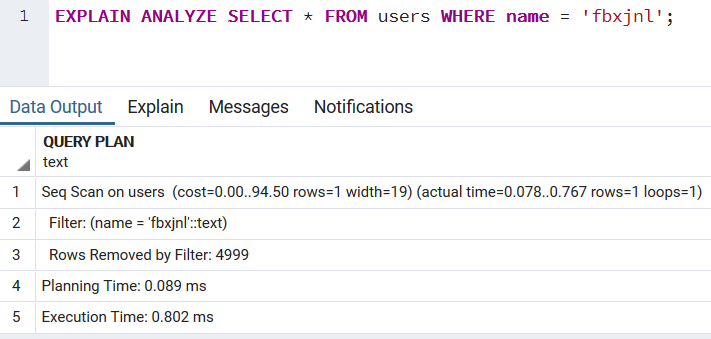 1 EXPLAIN ANALYZE SELECT * FROM users WHERE name = 'fbxjnl';
Data Output Explain Messages Notifications
QUERY PLAN
text
1 Seq Scan on users (cost=0.00..94.50 rows=1 width=19) (actual time=0.078..0.767 rows=1 loops=1)
2 Filter: (name = 'fbxjnl'::text)
3 Rows Removed by Filter: 4999
4 Planning Time: 0.089 ms
5 Execution Time: 0.802 ms